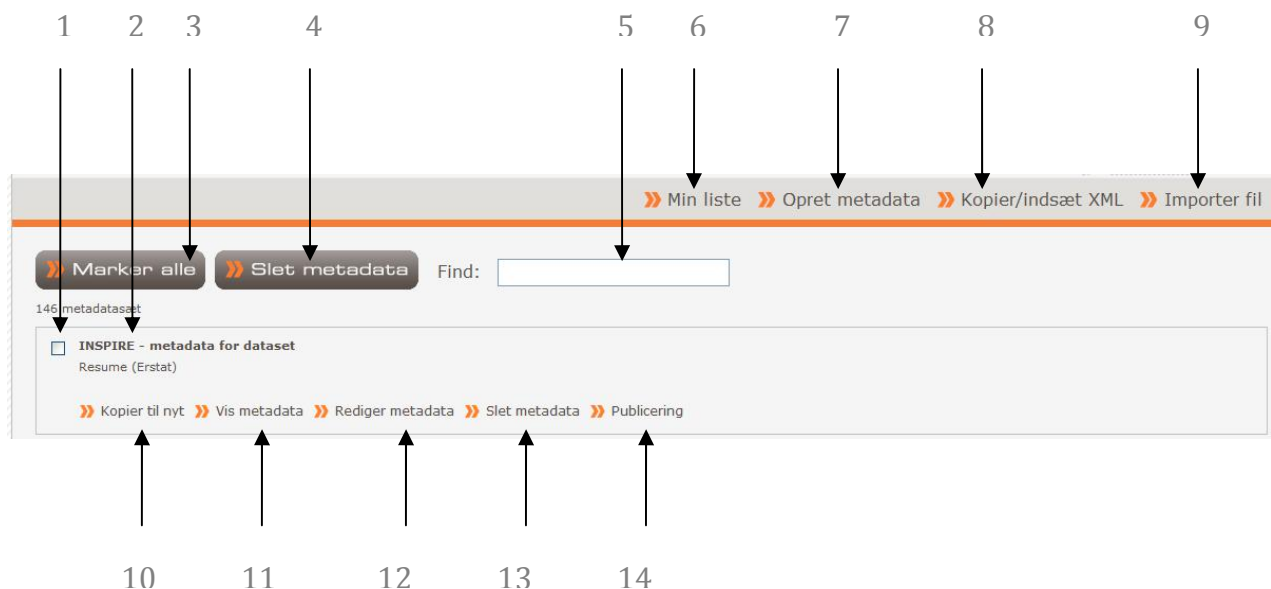 1 2 3 4 5 6 7 8 9
Min liste Opret metadata Kopier/indsæt XML Importer fil
Marker alle Slet metadata Find:
146 metadatasæt
INSPIRE - metadata for dataset
Resume (Erstat)
Kopier til nyt Vis metadata Rediger metadata Slet metadata Publicering
10 11 12 13 14